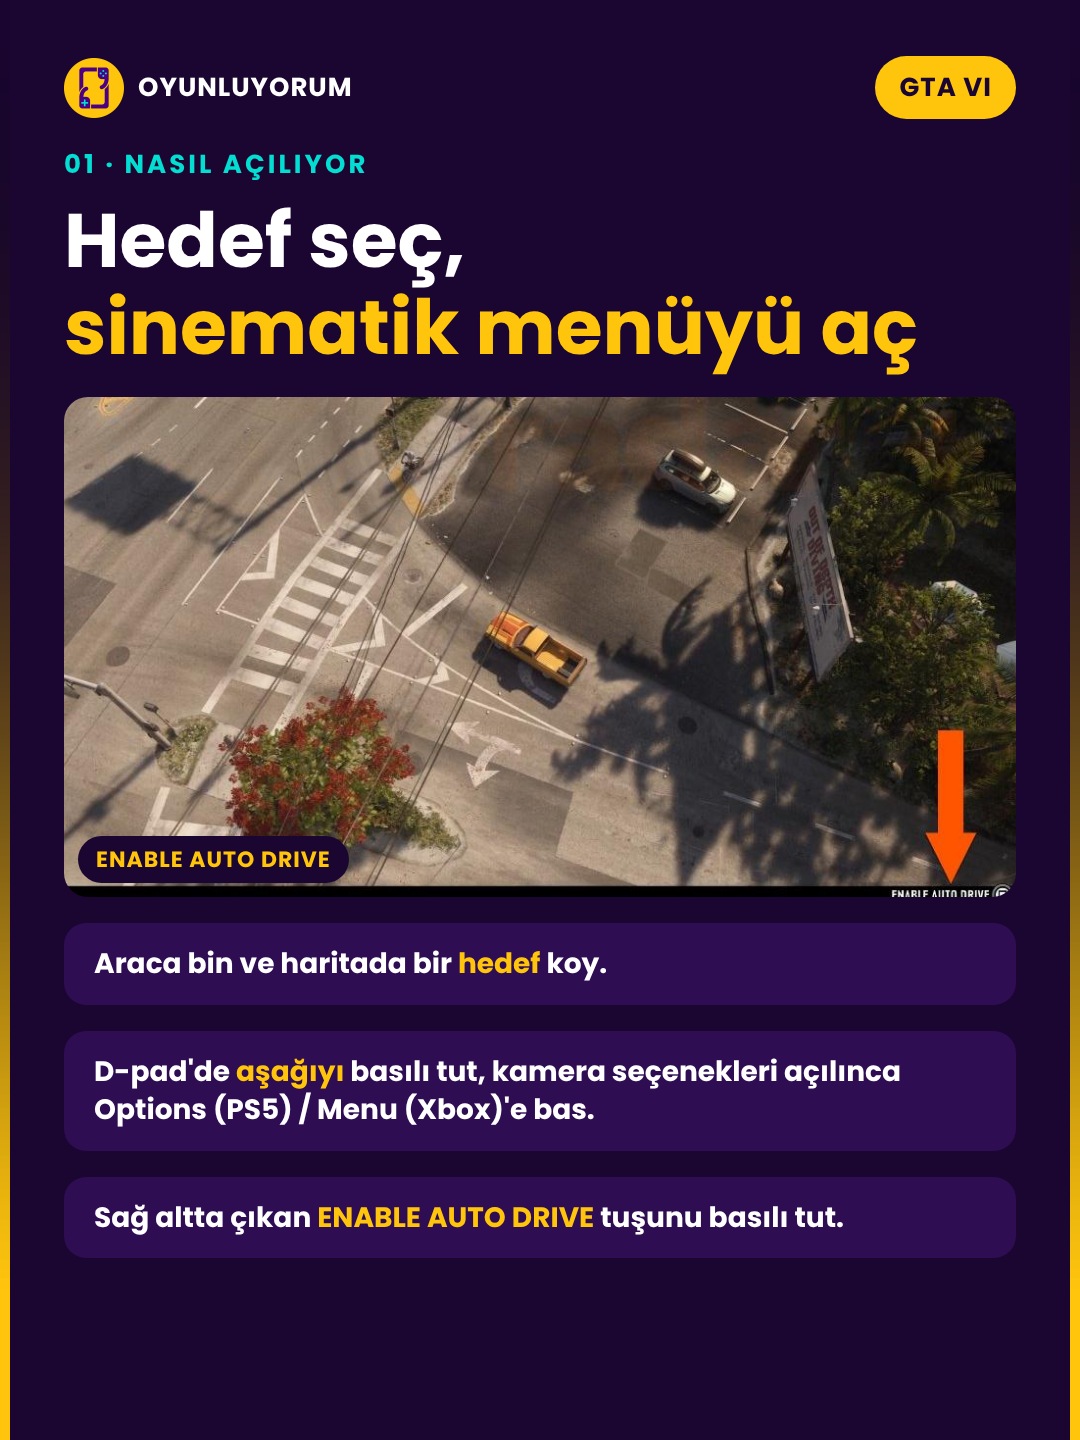 OYUNLUYORUM
GTA VI
01 · NASIL AÇILIYOR
Hedef seç,
sinematik menüyü aç
ENABLE AUTO DRIVE
ENABLE AUTO DRIVE
Araca bin ve haritada bir hedef koy.
D-pad'de aşağıyı basılı tut, kamera seçenekleri açılınca
Options (PS5) / Menu (Xbox)'e bas.
Sağ altta çıkan ENABLE AUTO DRIVE tuşunu basılı tut.